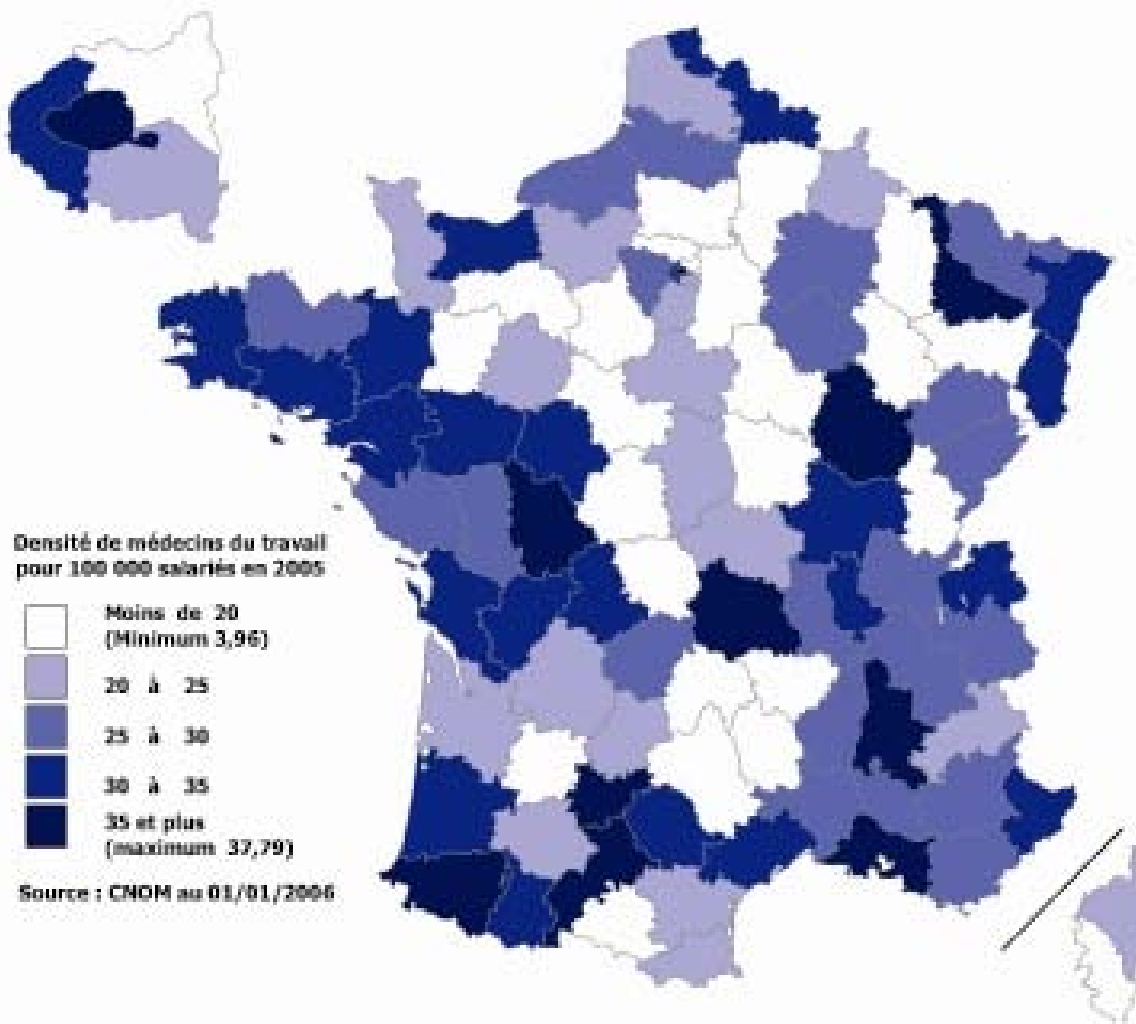 Densité de médecins du travail
pour 100 000 salariés en 2005
Moins de 20
(Minimum 3,96)
20 à 25
25 à 30
30 à 35
35 et plus
(maximum 37,79)
Source : CNOM au 01/01/2006